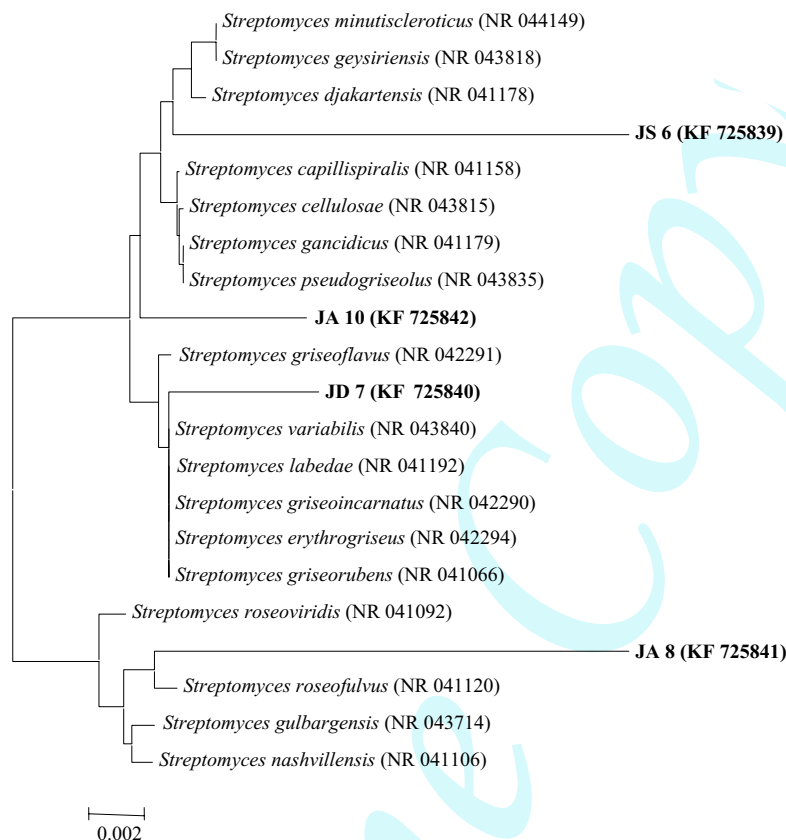 Streptomyces minutiscleroticus (NR 044149)
Streptomyces geysiriensis (NR 043818)
Streptomyces djakartensis (NR 041178)
JS 6 (KF 725839)
Streptomyces capillispiralis (NR 041158)
Streptomyces cellulosae (NR 043815)
Streptomyces gancidicus (NR 041179)
Streptomyces pseudogriseolus (NR 043835)
JA 10 (KF 725842)
Streptomyces griseoflavus (NR 042291)
JD 7 (KF 725840)
Streptomyces variabilis (NR 043840)
Streptomyces labedae (NR 041192)
Streptomyces griseoincarnatus (NR 042290)
Streptomyces erythrogriseus (NR 042294)
Streptomyces griseorubens (NR 041066)
Streptomyces roseoviridis (NR 041092)
JA 8 (KF 725841)
Streptomyces roseofulvus (NR 041120)
Streptomyces gulbargensis (NR 043714)
Streptomyces nashvillensis (NR 041106)
0.002